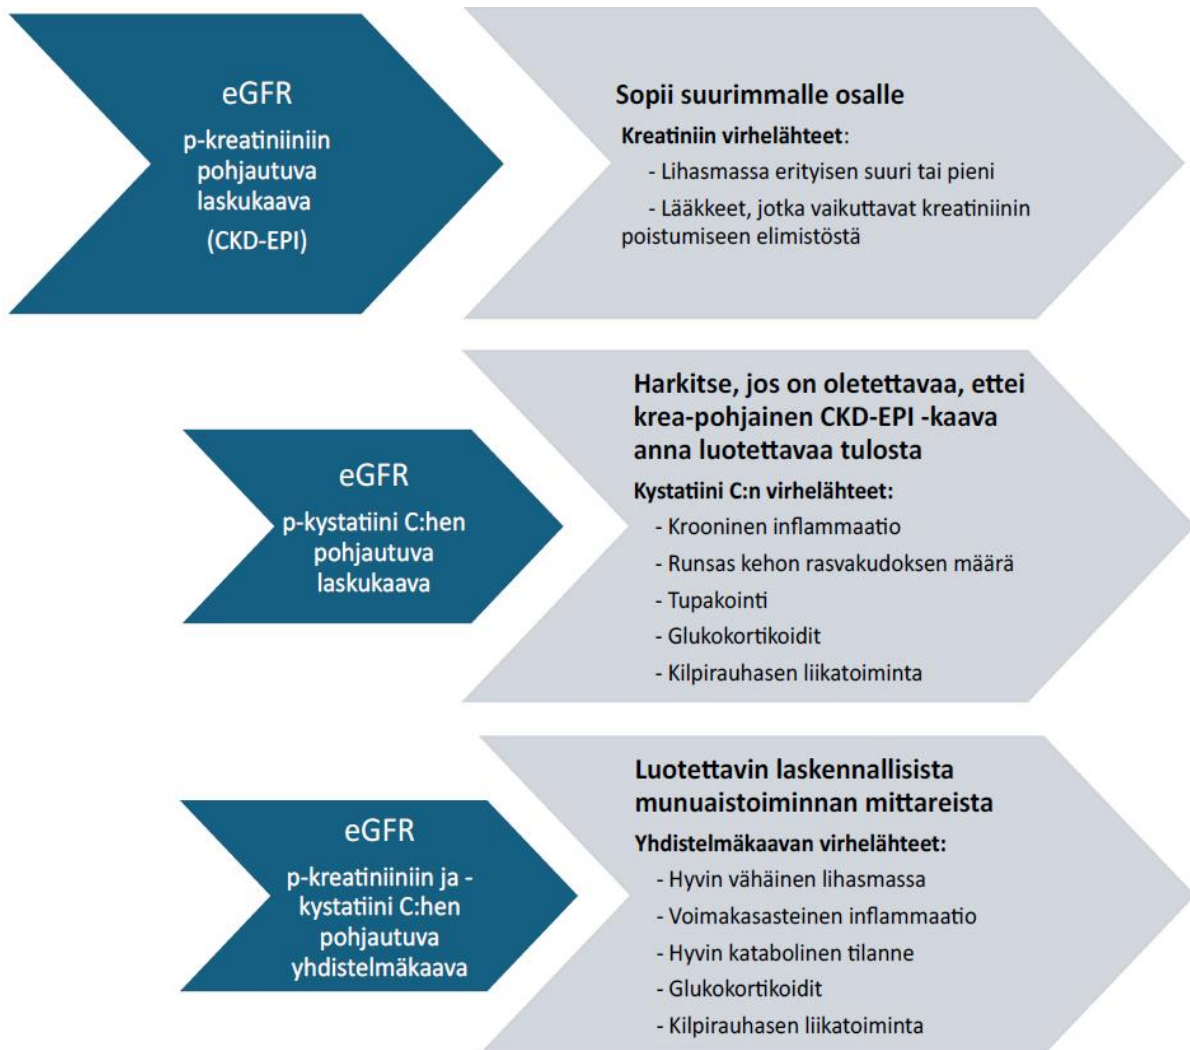 eGFR
p-kreatiniiniin
pohjautuva
laskukaava
(CKD-EPI)
Sopii suurimmalle osalle
Kreatiniin virhelähteet:
- Lihasmassa erityisen suuri tai pieni
- Lääkkeet, jotka vaikuttavat kreatiniinin
poistumiseen elimistöstä
eGFR
p-kystatiini C:hen
pohjautuva
laskukaava
Harkitse, jos on oletettavaa, ettei
krea-pohjainen CKD-EPI -kaava
anna luotettavaa tulosta
Kystatiini C:n virhelähteet:
- Krooninen inflammaatio
- Runsas kehon rasvakudoksen määrä
- Tupakointi
- Glukokortikoidit
- Kilpirauhasen liikatoiminta
eGFR
p-kreatiniiniin ja -
kystatiini C:hen
pohjautuva
yhdistelmäkaava
Luotettavin laskennallisista
munuaistoiminnan mittareista
Yhdistelmäkaavan virhelähteet:
- Hyvin vähäinen lihasmassa
- Voimakasasteinen inflammaatio
- Hyvin katabolinen tilanne
- Glukokortikoidit
- Kilpirauhasen liikatoiminta